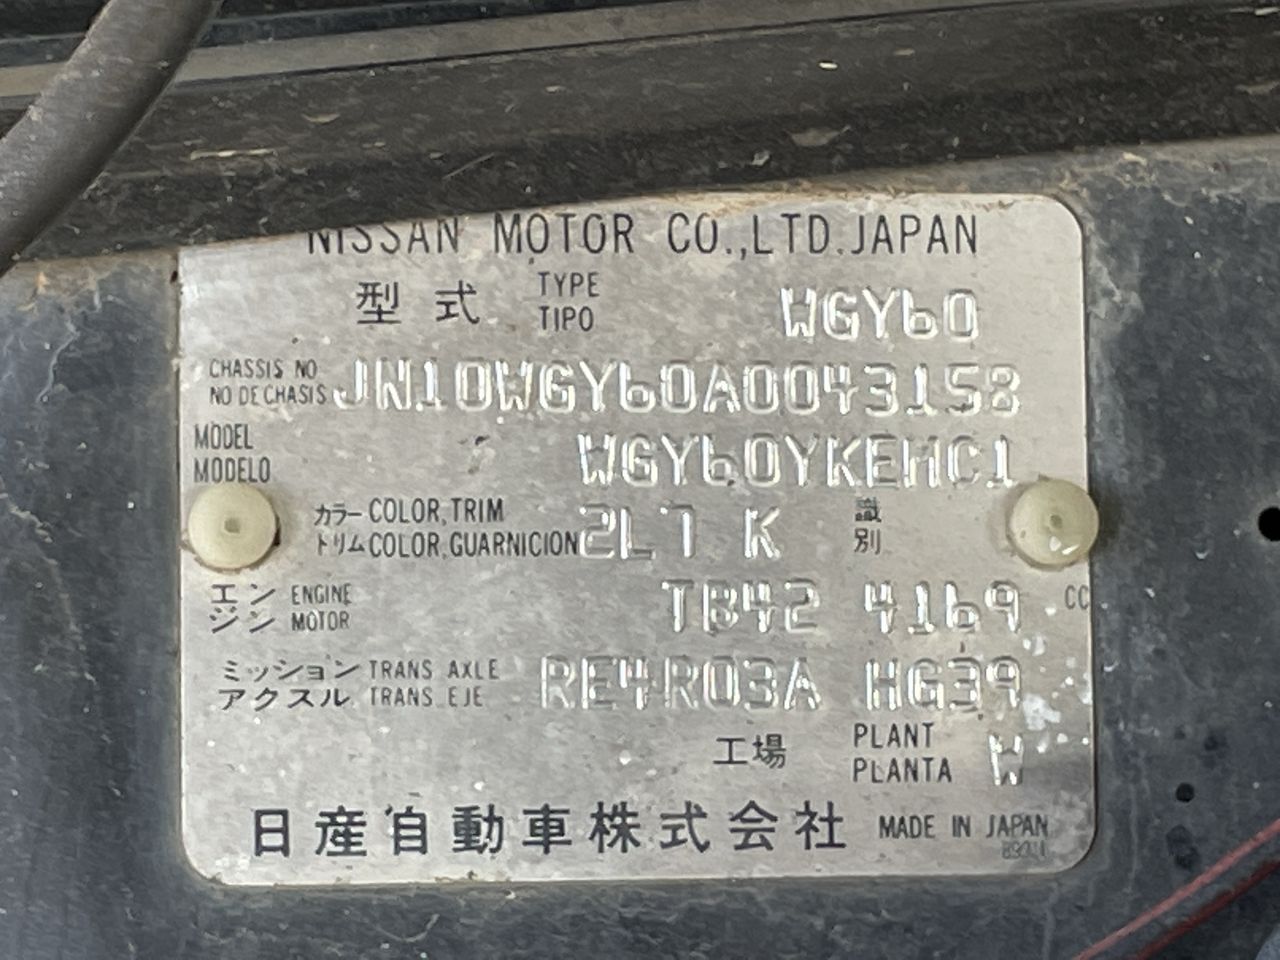 NISSAN MOTOR CO.,LTD.JAPAN
型 式 TYPE TIPO WGY60
CHASSIS NO
NO DE CHASIS JN10WGY60A0043158
MODEL
MODELO WGY60YKEHC1
カラー COLOR,TRIM 2L7 K 識
トリム COLOR,GUARNICION 別
エン ENGINE TB42 4169 CC
ジン MOTOR
ミッション TRANS AXLE RE4R03A HG39
アクスル TRANS EJE
工場 PLANT
PLANTA W
日産自動車株式会社 MADE IN JAPAN